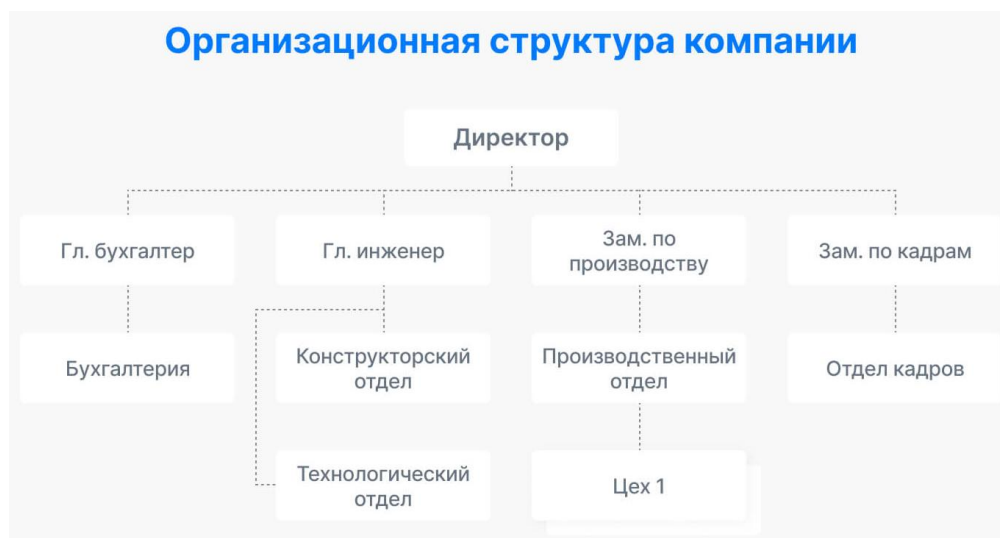 Организационная структура компании
Директор
Гл. бухгалтер
Гл. инженер
Зам. по
производству
Зам. по кадрам
Бухгалтерия
Конструкторский
отдел
Производственный
отдел
Отдел кадров
Технологический
отдел
Цех 1